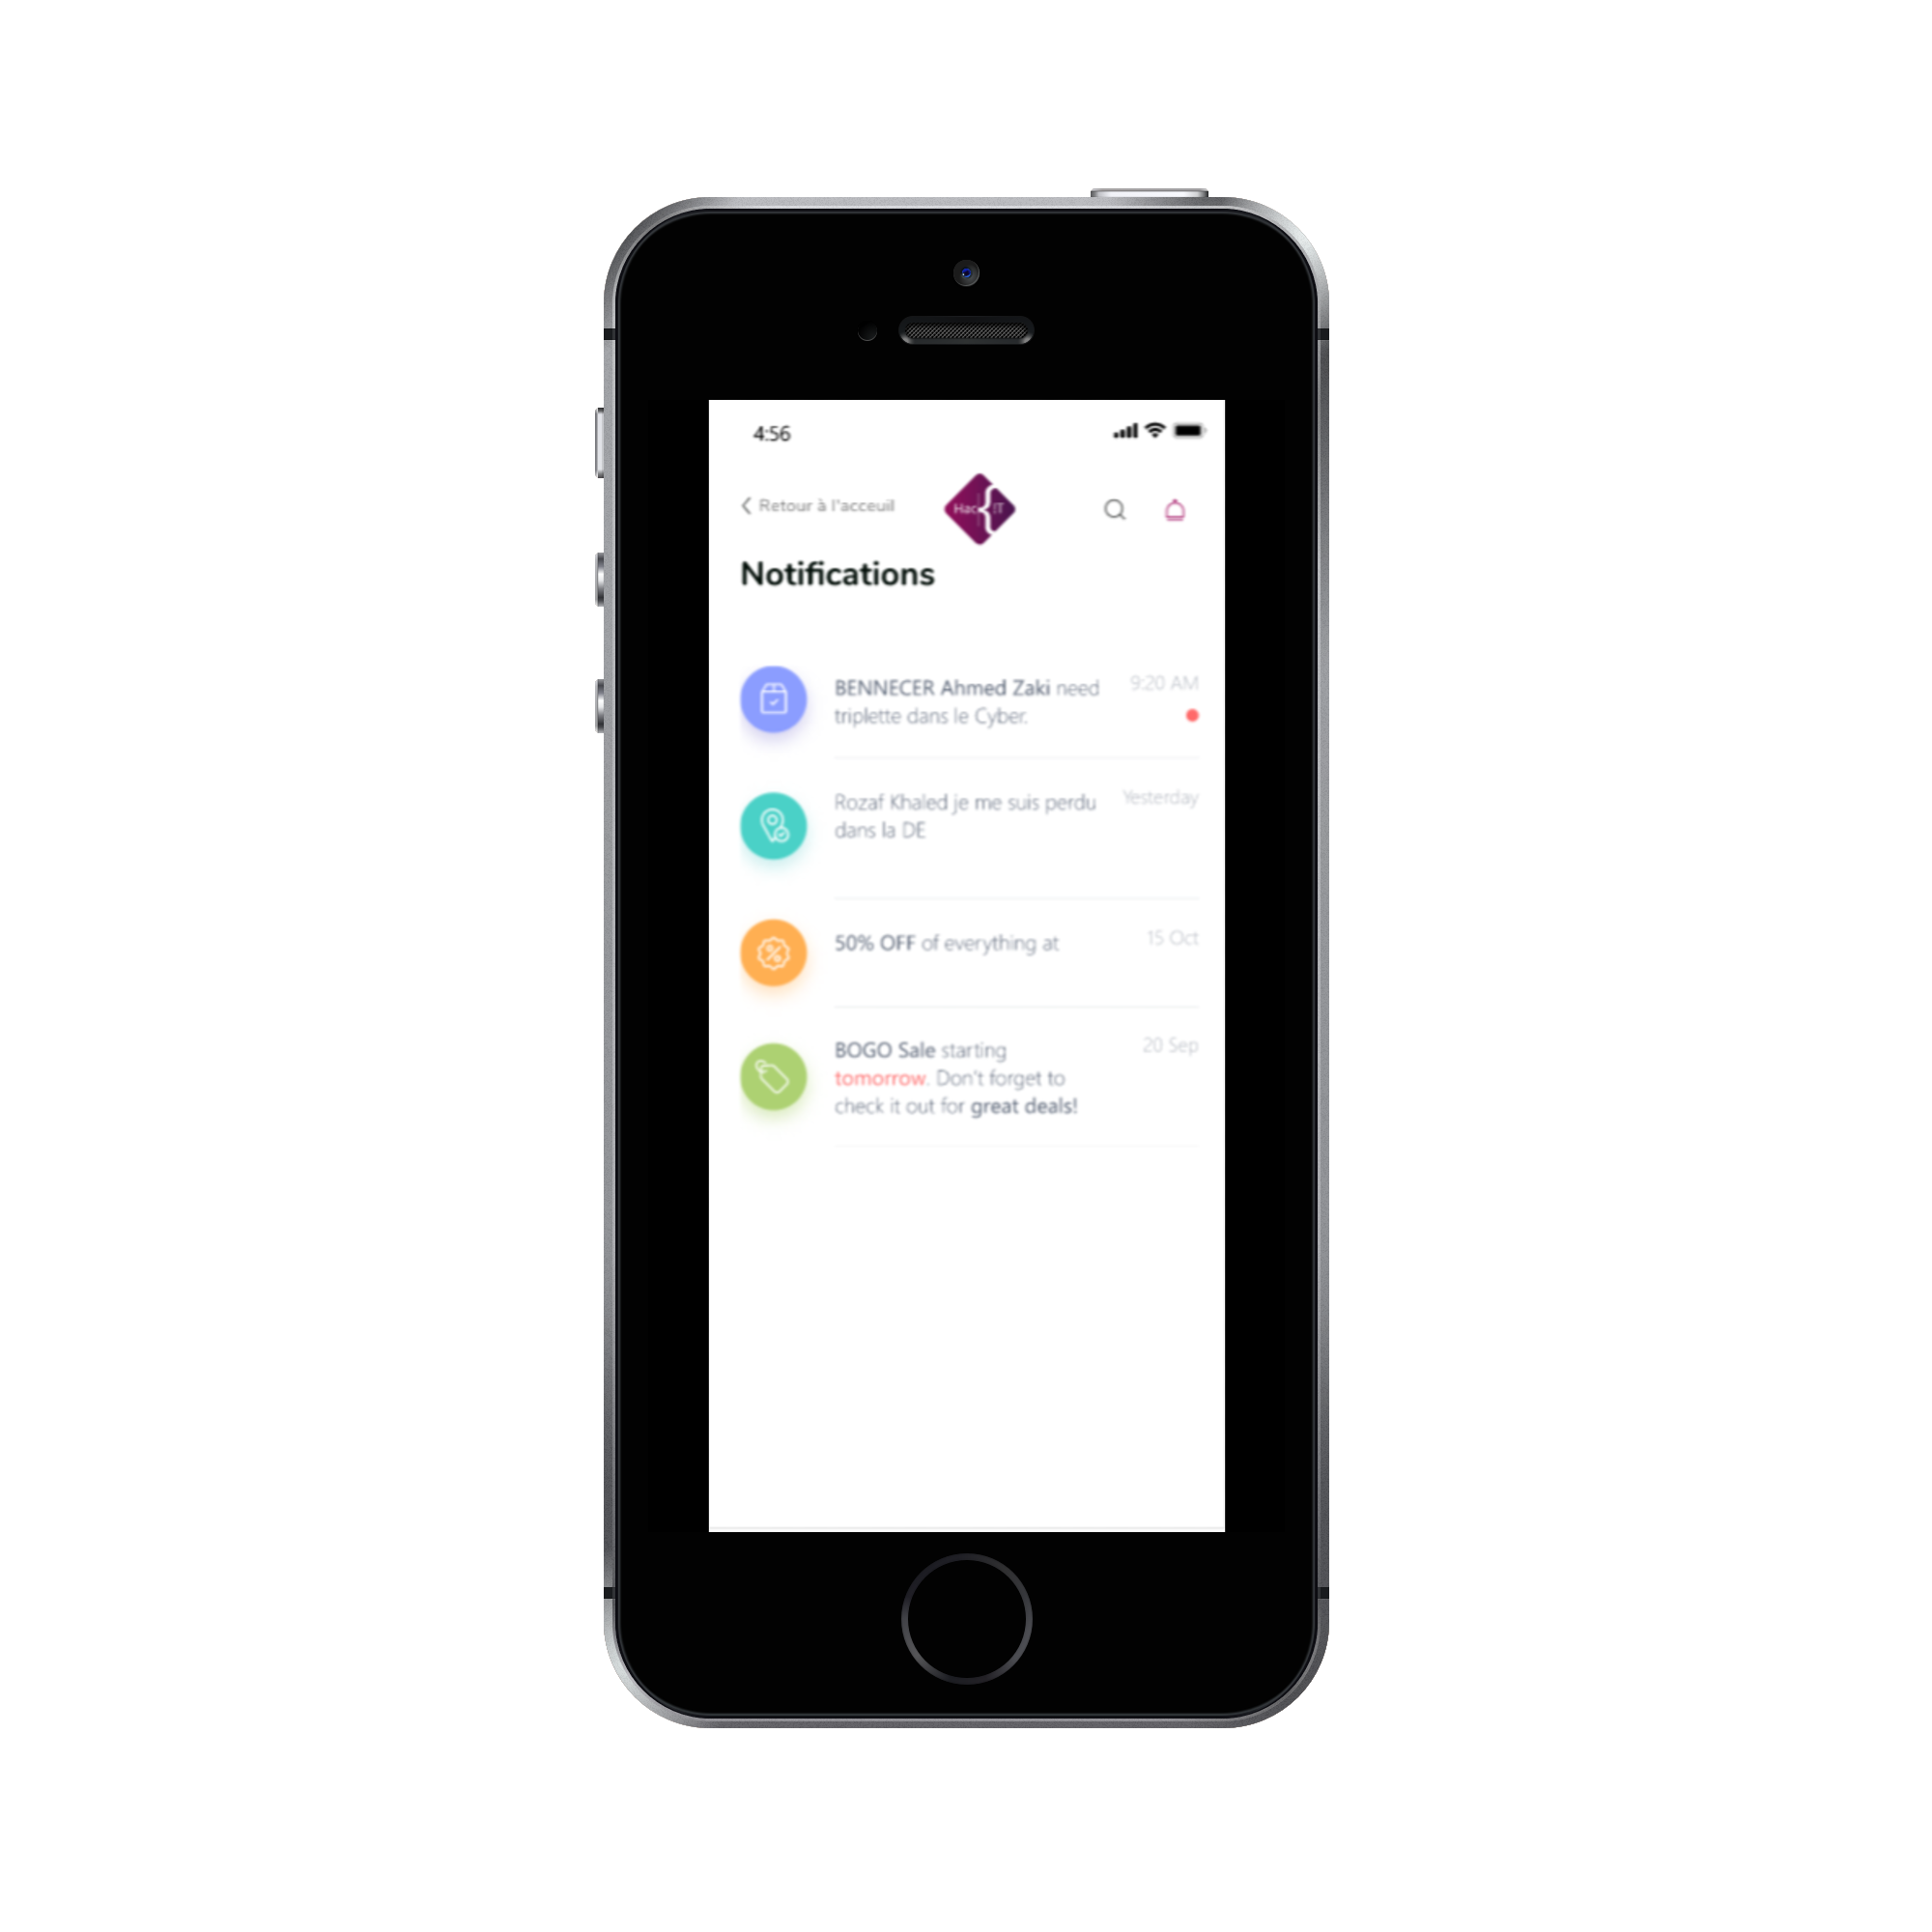 4:56
Retour à l'acceuil
Hac{IT
Notifications
BENNECER Ahmed Zaki need
9:20 AM
triplette dans le Cyber.
Rozaf Khaled je me suis perdu
Yesterday
dans la DE
50% OFF of everything at
15 Oct
BOGO Sale starting
20 Sep
tomorrow. Don't forget to
check it out for great deals!